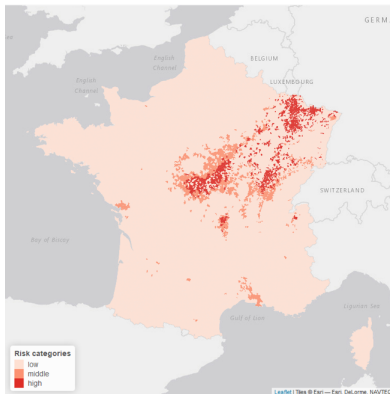 GERM
BELGIUM
English
Channel
LUXEMBOURG
English
Channel
SWITZERLAND
Bay of Biscay
Ligurian Sea
Gulf of Lion
Risk categories
low
middle
high
Leaflet | Tiles © Esri — Esri, DeLorme, NAVTEQ